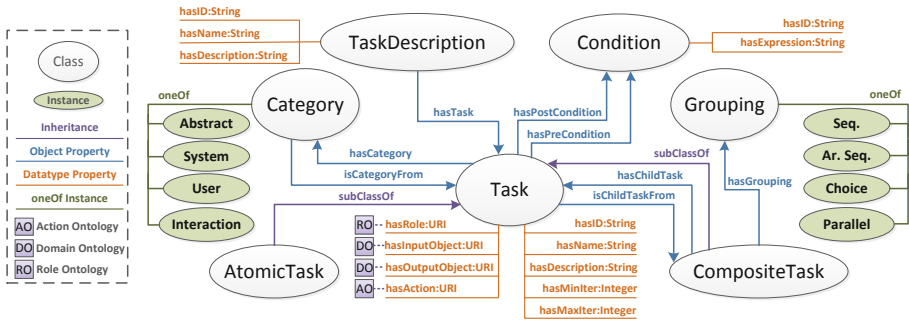 Class
Instance
Inheritance
Object Property
Datatype Property
oneOf Instance
AO Action Ontology
DO Domain Ontology
RO Role Ontology
hasID:String
hasName:String
hasDescription:String
TaskDescription
Condition
hasID:String
hasExpression:String
oneOf
Category
Abstract
System
User
Interaction
hasTask
hasPostCondition
hasPreCondition
Grouping
oneOf
Seq.
Ar. Seq.
Choice
Parallel
hasCategory
isCategoryFrom
subClassOf
Task
subClassOf
hasChildTask
isChildTaskFrom
hasGrouping
AtomicTask
RO hasRole:URI
DO hasInputObject:URI
DO hasOutputObject:URI
AO hasAction:URI
hasID:String
hasName:String
hasDescription:String
hasMinIter:Integer
hasMaxIter:Integer
CompositeTask